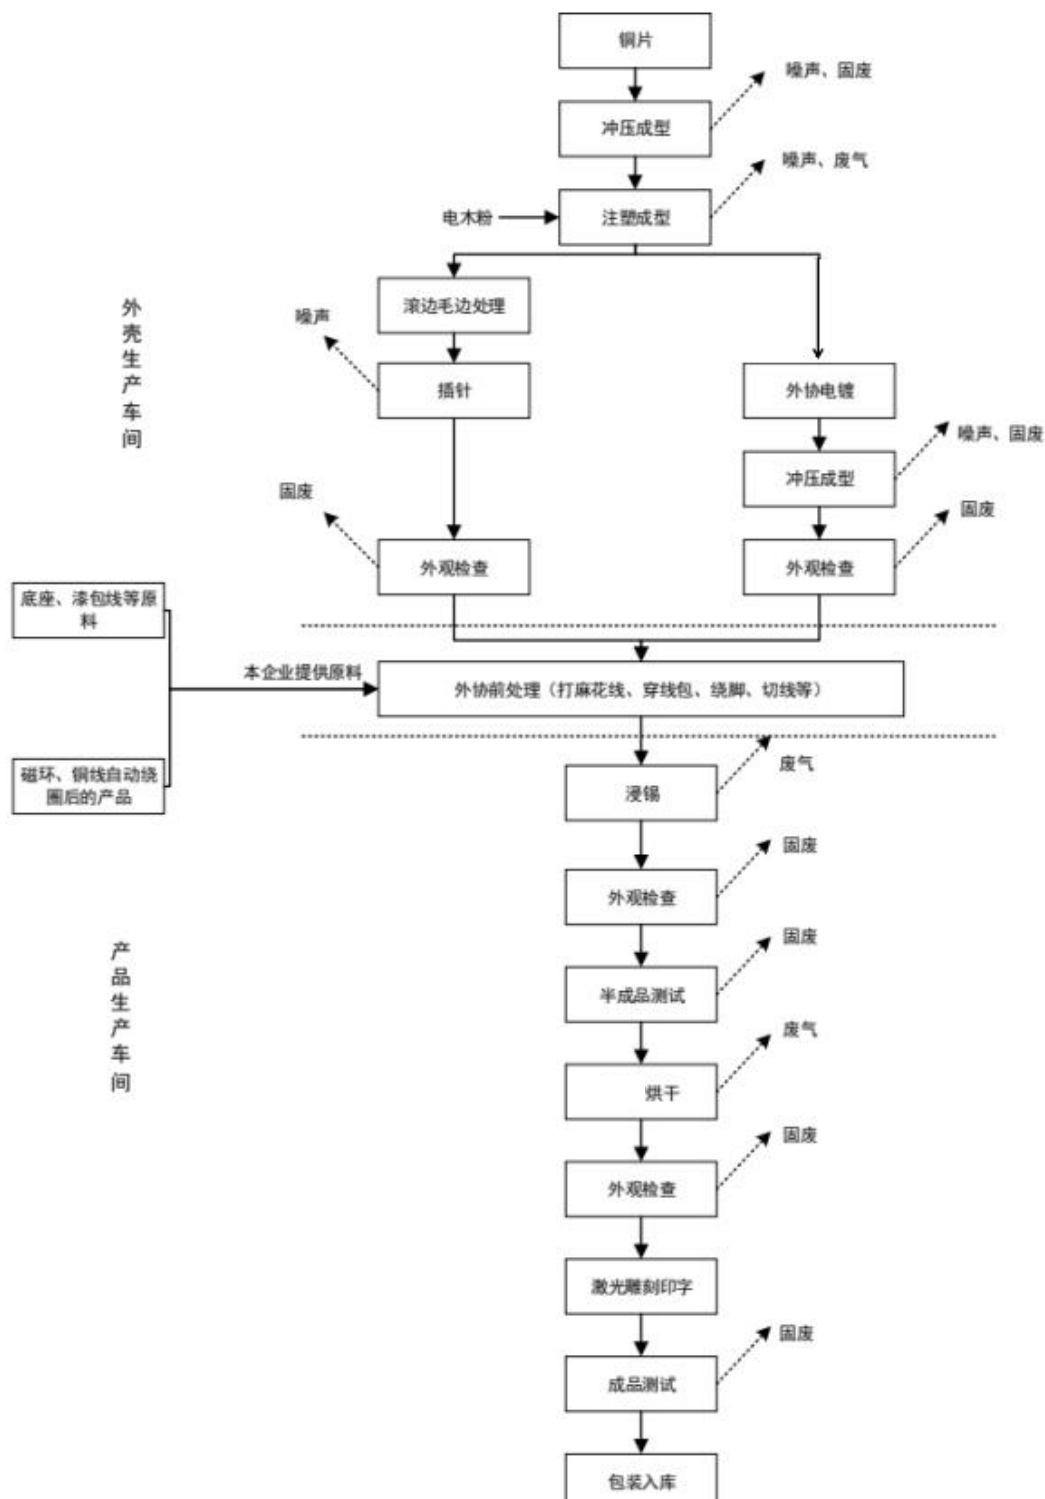 铜片
噪声、固废
冲压成型
噪声、废气
电木粉
注塑成型
外壳生产车间
滚边毛边处理
噪声
插针
外协电镀
噪声、固废
冲压成型
固废
固废
外观检查
外观检查
底座、漆包线等原
料
本企业提供原料
外协前处理（打麻花线、穿线包、绕脚、切线等）
磁环、铜线自动绕
圈后的产品
废气
浸锡
固废
外观检查
固废
产品生产车间
半成品测试
废气
烘干
固废
外观检查
激光雕刻印字
固废
成品测试
包装入库